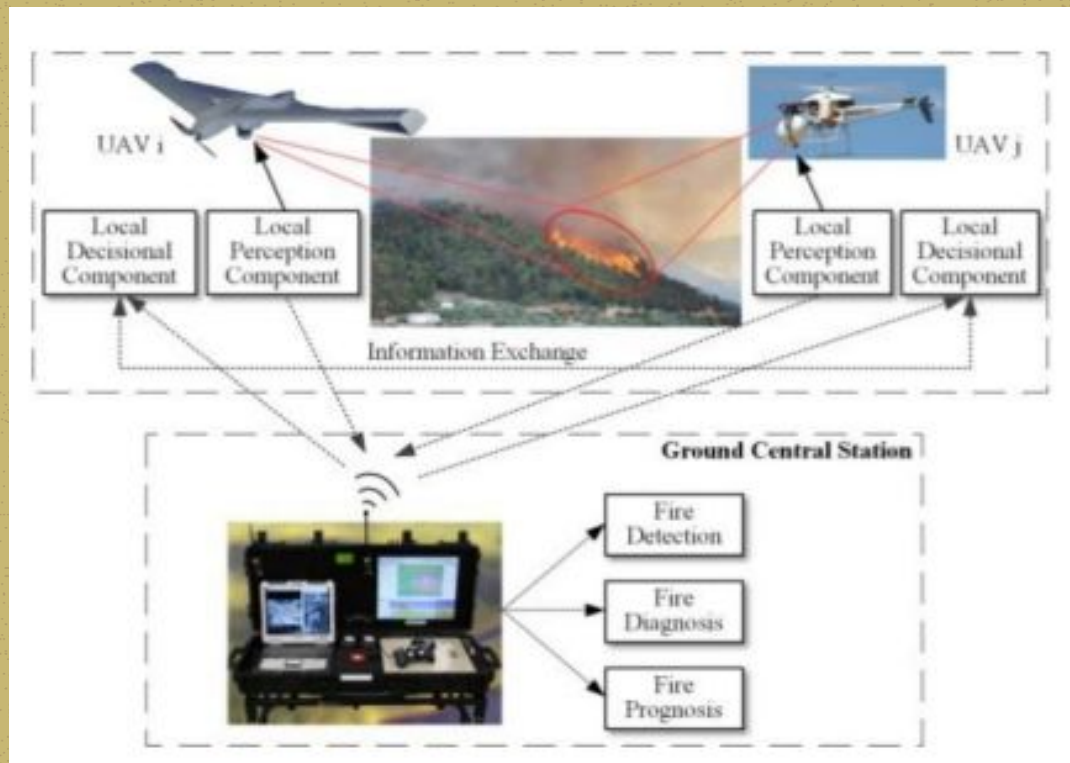 UAV i
UAV j
Local
Decisional
Component
Local
Perception
Component
Local
Perception
Component
Local
Decisional
Component
Information Exchange
Ground Central Station
Fire
Detection
Fire
Diagnosis
Fire
Prognosis